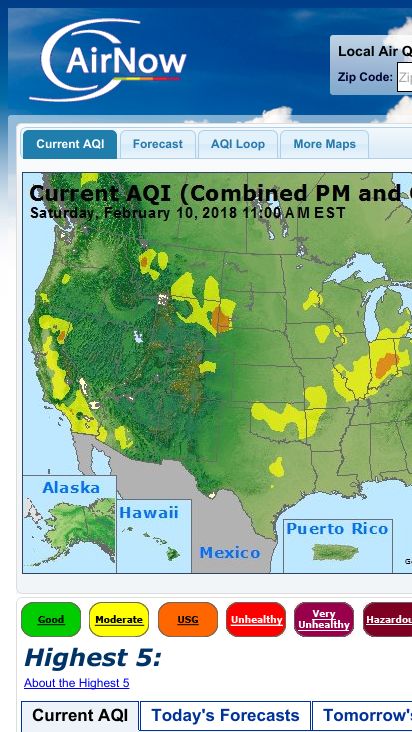 AirNow
Local Air Q
Zip Code:
Zip
Current AQI
Forecast
AQI Loop
More Maps
Current AQI (Combined PM and
Saturday, February 10, 2018 11:00 AM EST
Alaska
Hawaii
Mexico
Puerto Rico
Good
Moderate
USG
Unhealthy
Very
Unhealthy
Hazardou
Highest 5:
About the Highest 5
Current AQI
Today's Forecasts
Tomorrow's